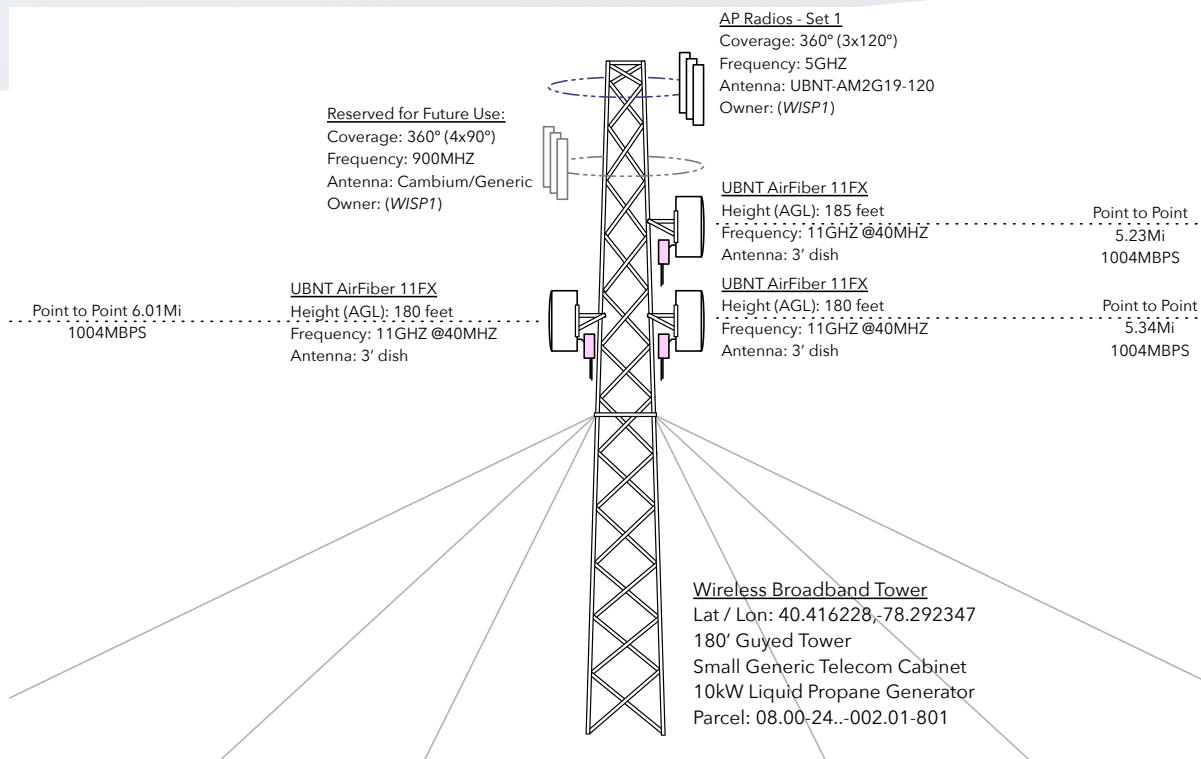 AP Radios - Set 1
Coverage: 360° (3x120°)
Frequency: 5GHZ
Antenna: UBNT-AM2G19-120
Owner: (WISP1)
Reserved for Future Use:
Coverage: 360° (4x90°)
Frequency: 900MHZ
Antenna: Cambium/Generic
Owner: (WISP1)
UBNT AirFiber 11FX
Height (AGL): 185 feet
Frequency: 11GHZ @40MHZ
Antenna: 3’ dish
Point to Point
5.23Mi
1004MBPS
Point to Point 6.01Mi
1004MBPS
UBNT AirFiber 11FX
Height (AGL): 180 feet
Frequency: 11GHZ @40MHZ
Antenna: 3’ dish
UBNT AirFiber 11FX
Height (AGL): 180 feet
Frequency: 11GHZ @40MHZ
Antenna: 3’ dish
Point to Point
5.34Mi
1004MBPS
Wireless Broadband Tower
Lat / Lon: 40.416228,-78.292347
180’ Guyed Tower
Small Generic Telecom Cabinet
10kW Liquid Propane Generator
Parcel: 08.00-24..-002.01-801